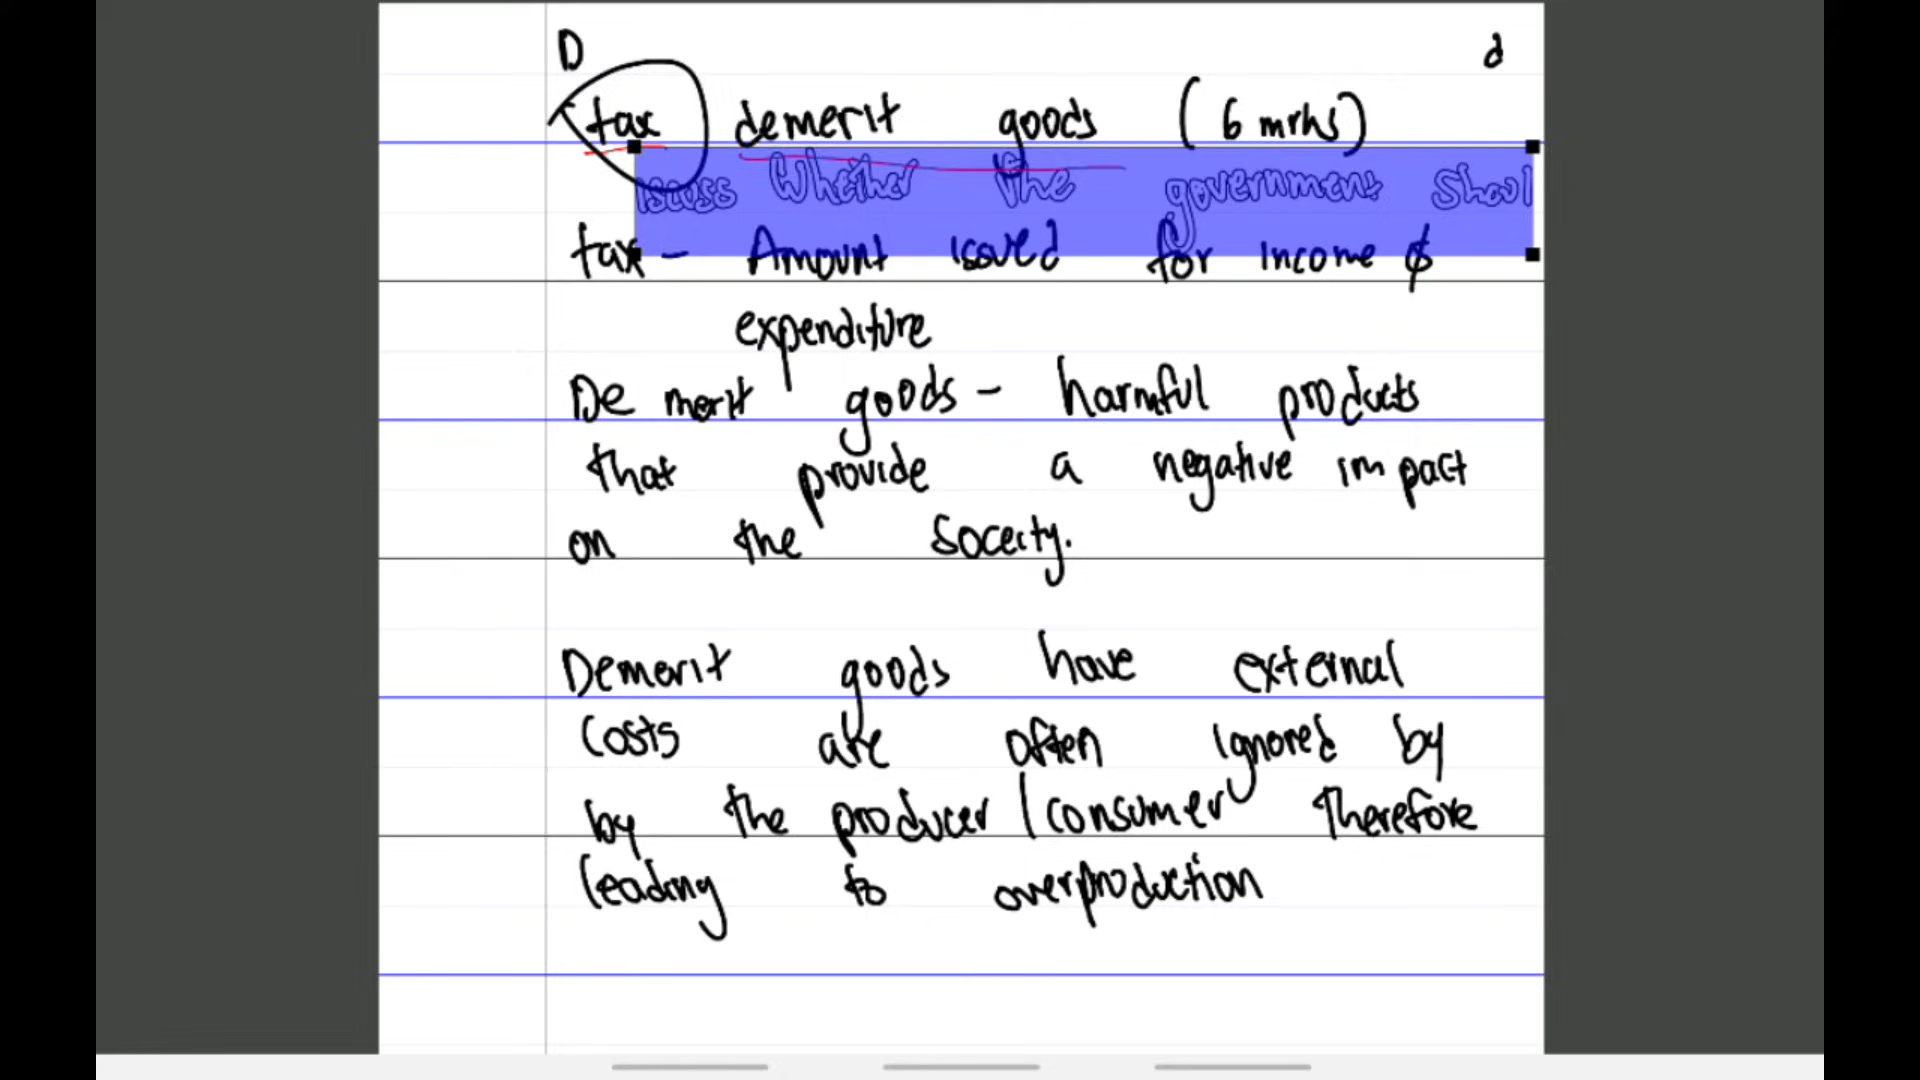 D d
tax demerit goods (6 mrks)
iscuss Whether the government Shoul
tax - Amount issued for income $
expenditure
De merit goods - harmful products
that provide a negative impact
on the Soceity.
Demerit goods have external
costs are often ignored by
by the producer / consumer therefore
leading to overproduction